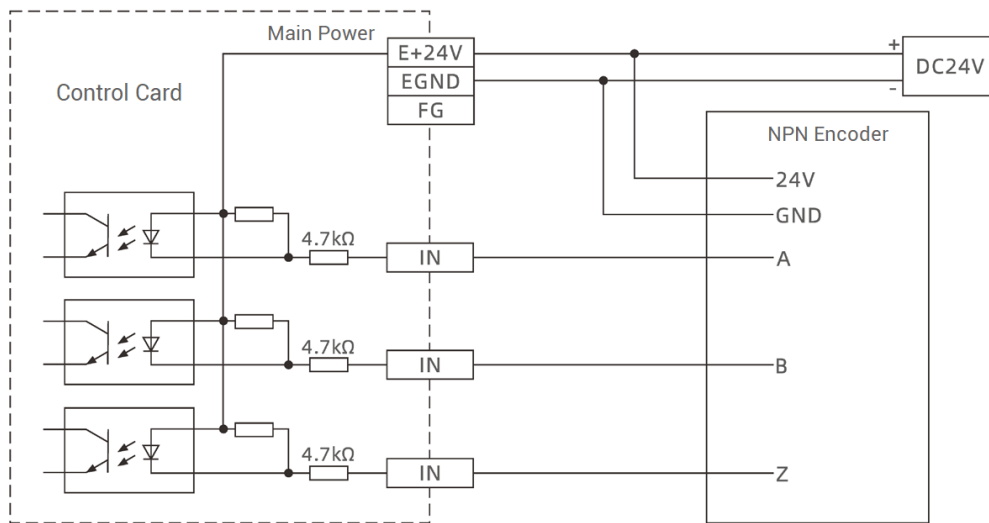 Main Power
E+24V
+
DC24V
EGND
-
Control Card
FG
NPN Encoder
24V
GND
4.7kΩ
IN
A
4.7kΩ
IN
B
4.7kΩ
IN
Z